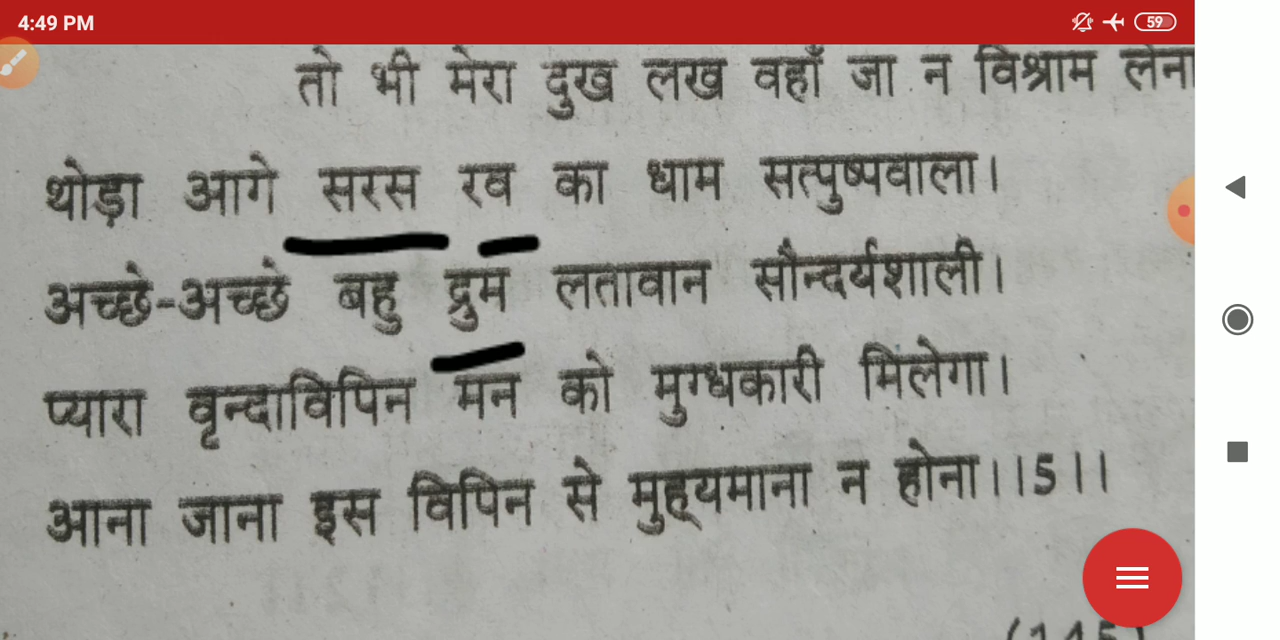 4:49 PM
59
तो भी मेरा दुख लख वहाँ जा न विश्राम लेना
थोड़ा आगे सरस रव का धाम सत्पुष्पवाला।
अच्छे-अच्छे बहु द्रुम लतावान सौन्दर्यशाली।
प्यारा वृन्दाविपिन मन को मुग्धकारी मिलेगा।
आना जाना इस विपिन से मुह्यमाना न होना।।5।।